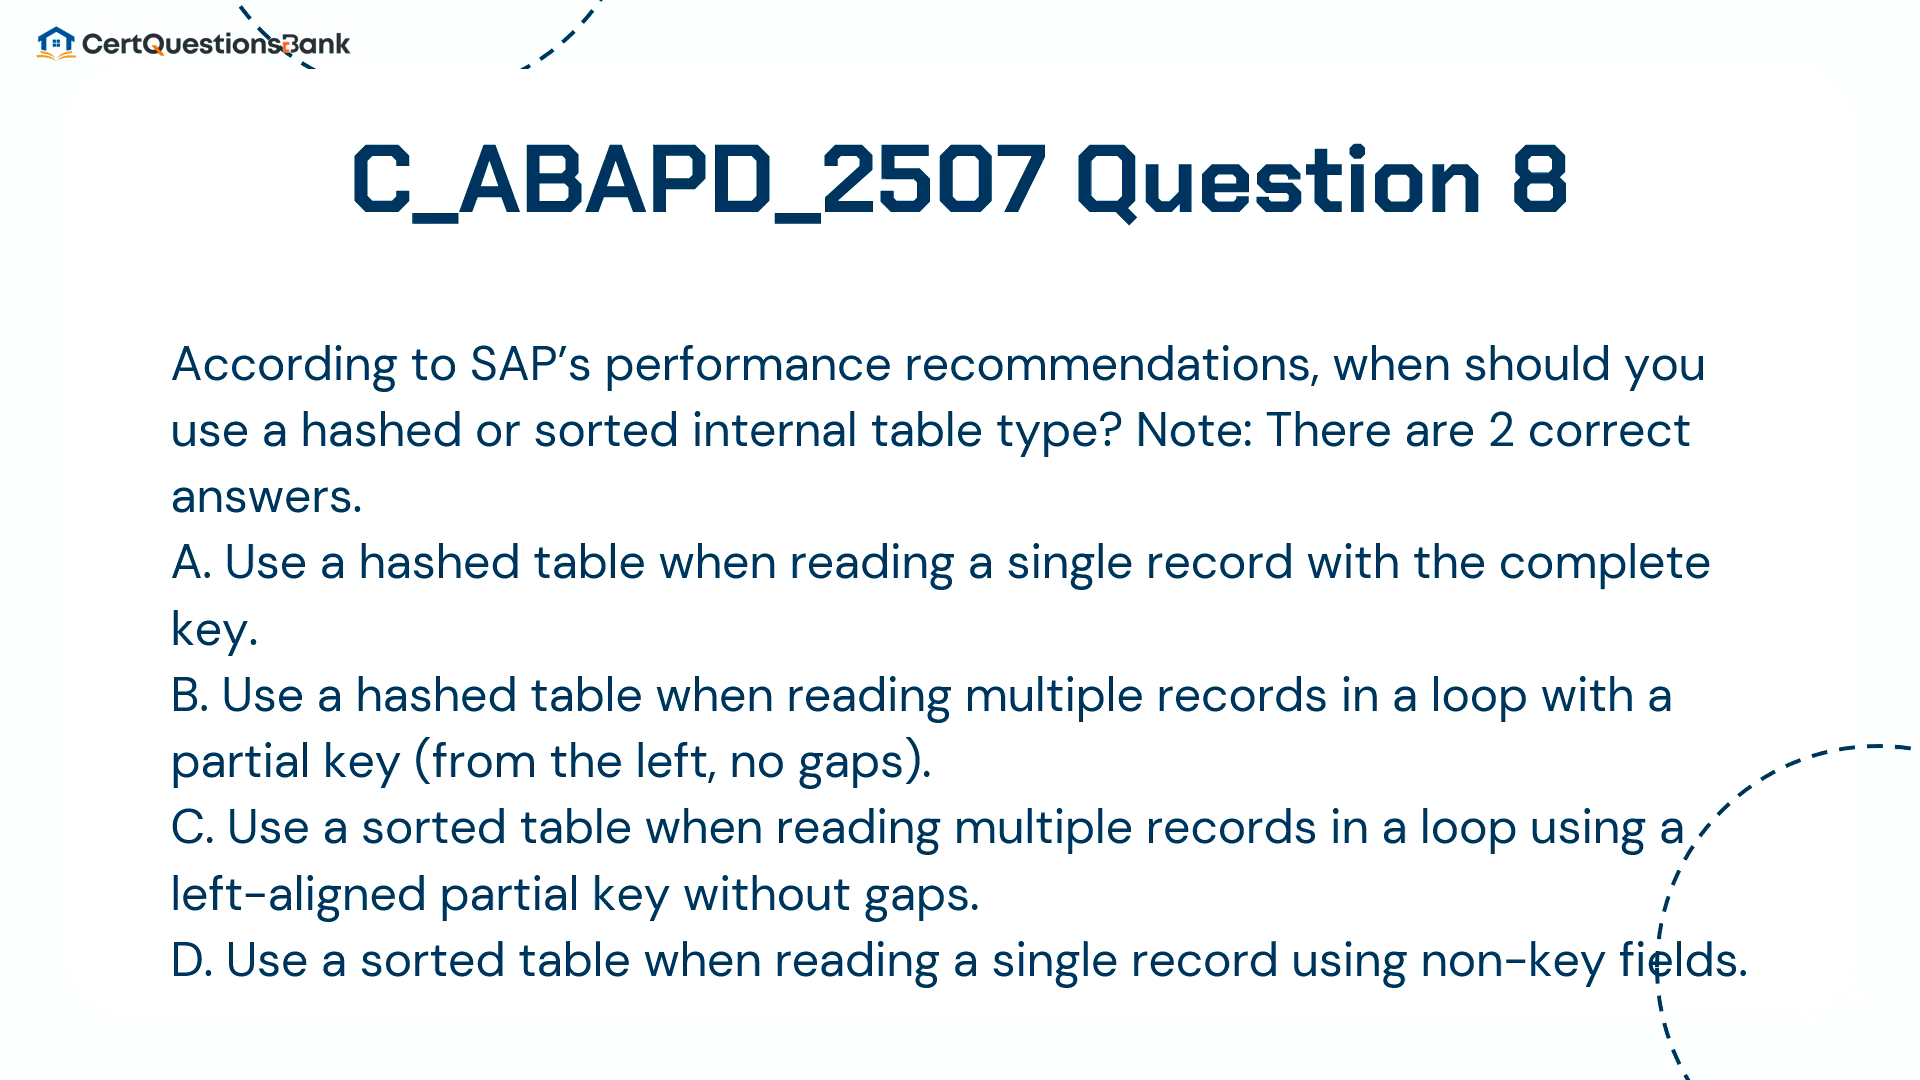 CertQuestionsBank
C_ABAPD_2507 Question 8
According to SAP’s performance recommendations, when should you
use a hashed or sorted internal table type? Note: There are 2 correct
answers.
A. Use a hashed table when reading a single record with the complete
key.
B. Use a hashed table when reading multiple records in a loop with a
partial key (from the left, no gaps).
C. Use a sorted table when reading multiple records in a loop using a
left-aligned partial key without gaps.
D. Use a sorted table when reading a single record using non-key fields.